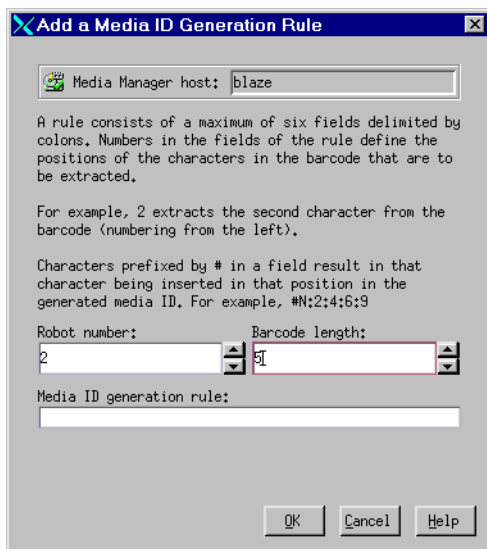 Add a Media ID Generation Rule
Media Manager host: blaze
A rule consists of a maximum of six fields delimited by
colons. Numbers in the fields of the rule define the
positions of the characters in the barcode that are to
be extracted.
For example, 2 extracts the second character from the
barcode (numbering from the left).
Characters prefixed by # in a field result in that
character being inserted in that position in the
generated media ID. For example, #N:2:4:6:9
Robot number: Barcode length:
2 5
Media ID generation rule:
OK Cancel Help